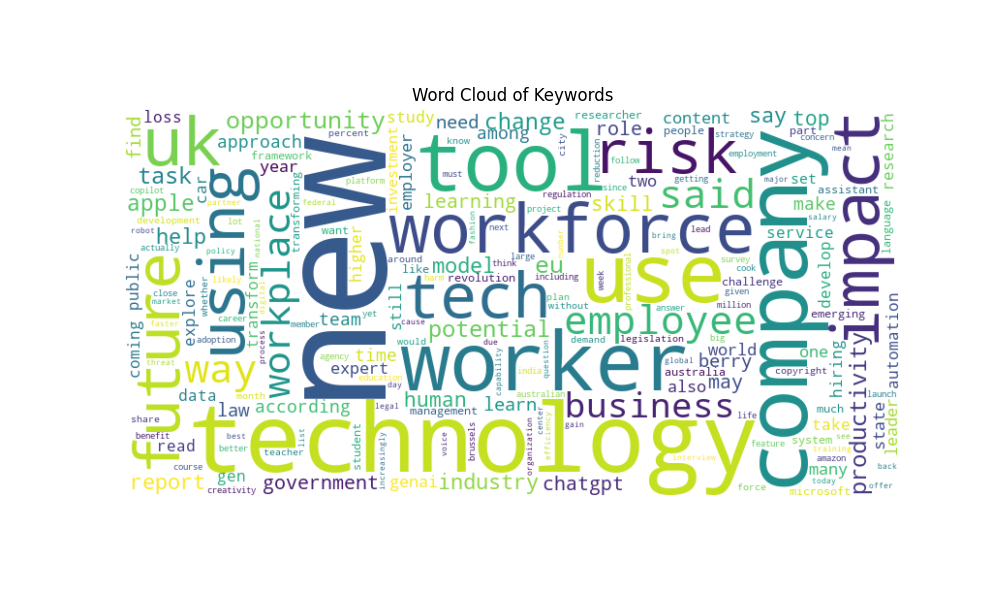 Word Cloud of Keywords
new
technology
company
worker
workforce
tool
use
tech
risk
impact
future
using
uk
employee
business
said
workplace
way
opportunity
change
employer
need
among
know
study
content
researcher
role
people
strategy
say
top
part
concern
mean
find
loss
approach
framework
percent
year
task
car
apple
copilot
partner
platform
must
investment
learning
skill
two
since
follow
getting
employment
reduction
city
regulation
major
set
assistant
make
salary
research
language
development
lot
federal
national
transforming
robot
help
actually
policy
want
higher
around
next
fashion
project
number
bring
lead
spot
service
develop
likely
explore
whether
transform
digital
like
model
think
large
eu
including
week
professional
survey
cook
challenge
given
million
emerging
coming
public
close
market
faster
adoption
threat
career
process
member
team
yet
still
harm
revolution
plan
without
answer
legislation
big
potential
cause
would
due
demand
world
berry
global
australia
may
also
one
copyright
hiring
productivity
automation
leader
state
launch
data
month
agency
time
expert
education
day
capability
india
question
australian
human
management
learn
legal
according
law
share
benefit
read
best
better
teacher
list
student
voice
brussels
center
organization
efficiency
gain
life
feature
interview
much
take
system
see
training
many
amazon
today
back
offer
course
gen
report
creativity
government
increasingly
genai
industry
chatgpt
force
microsoft